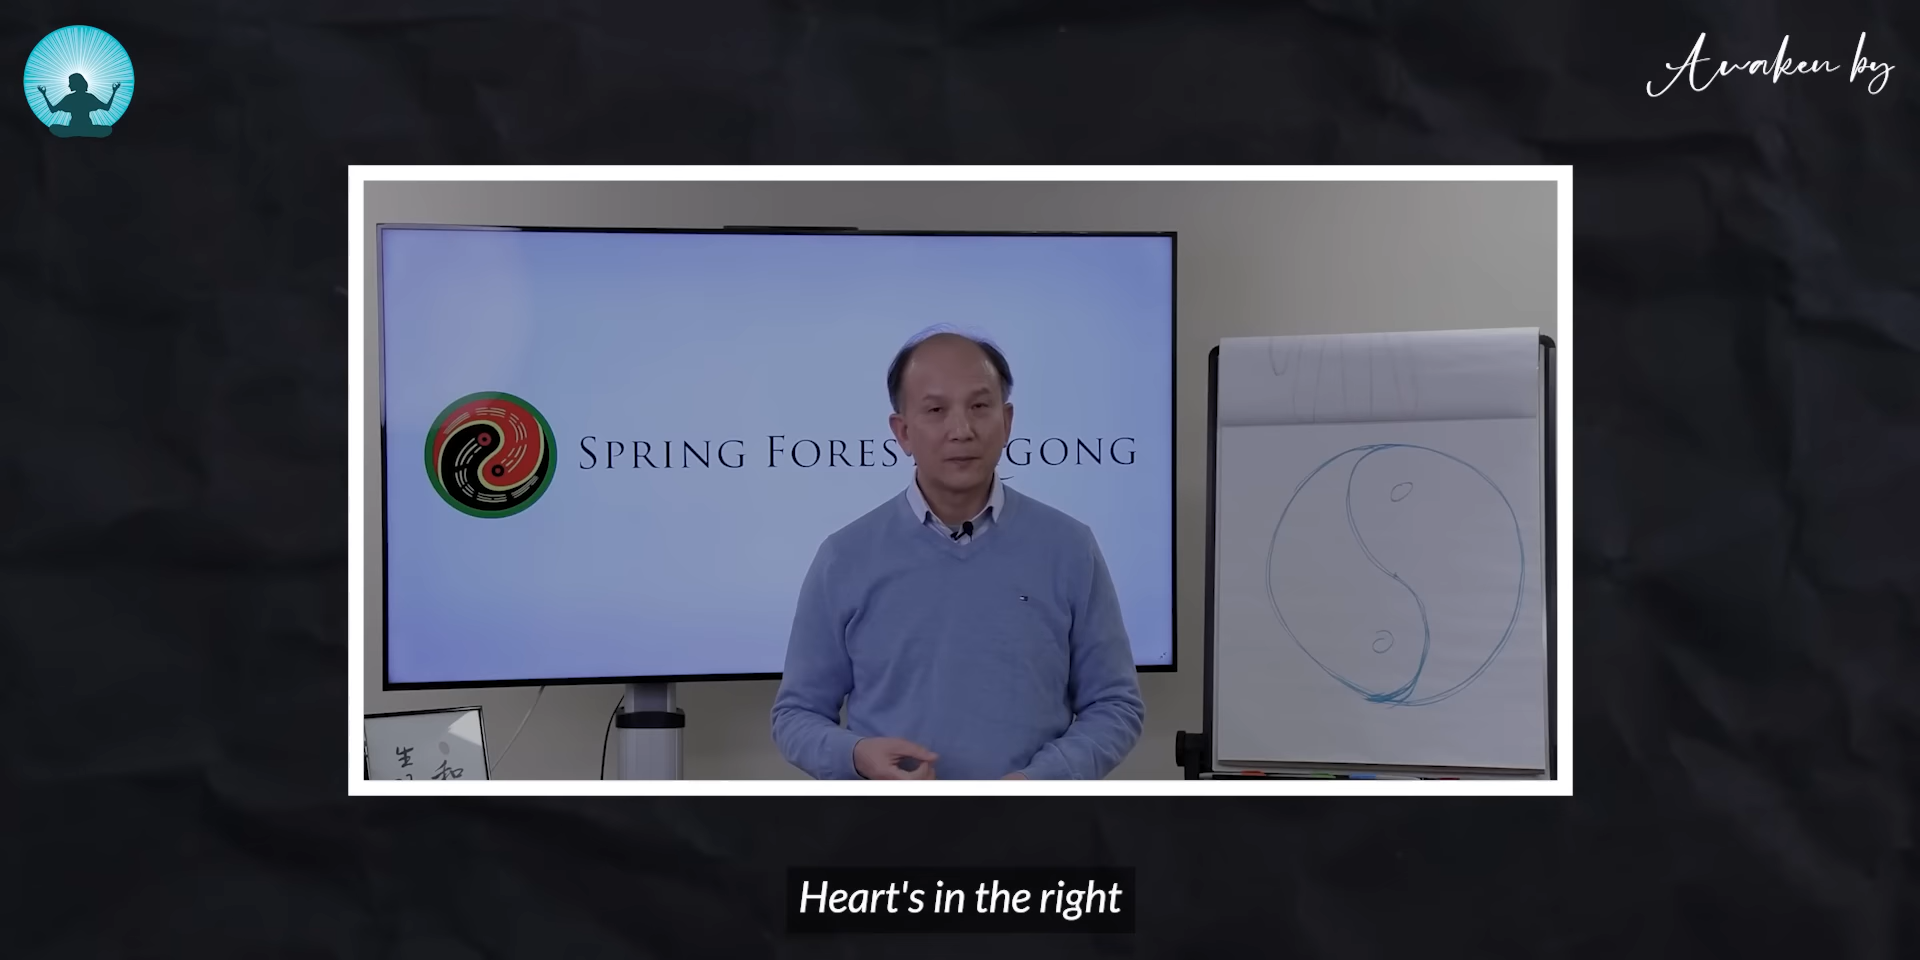 Awaken by
SPRING FORES GONG
生 和
Heart's in the right